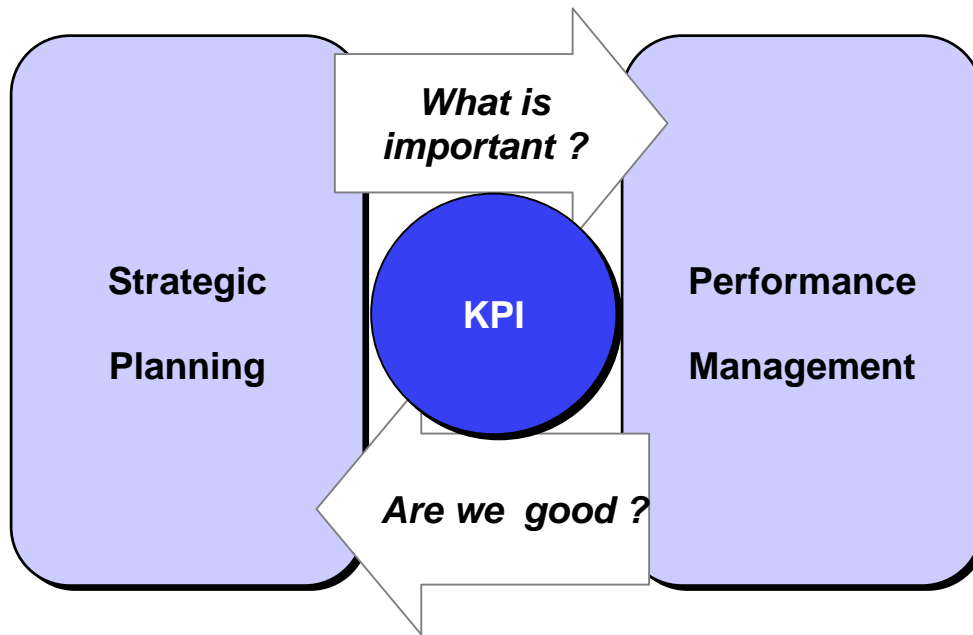 What is
important ?
Strategic
Planning
KPI
Performance
Management
Are we  good ?